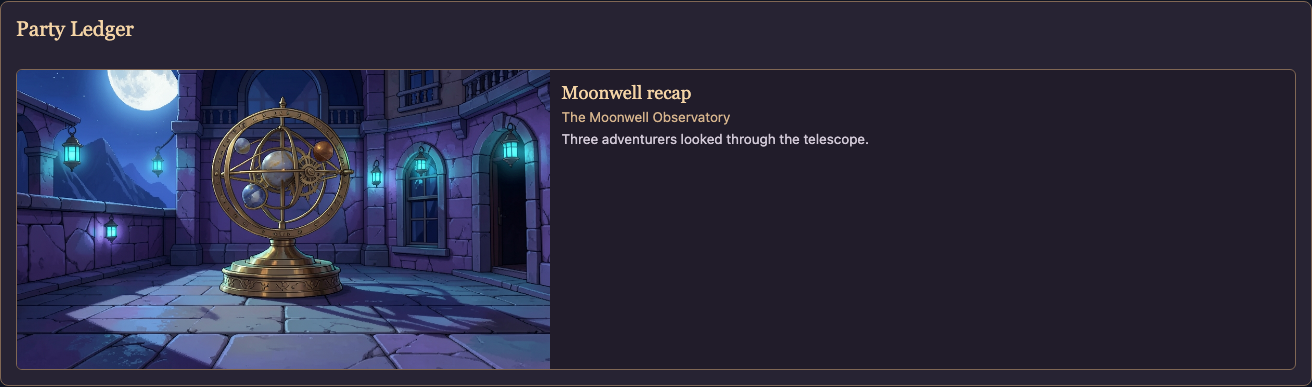 Party Ledger
Moonwell recap
The Moonwell Observatory
Three adventurers looked through the telescope.